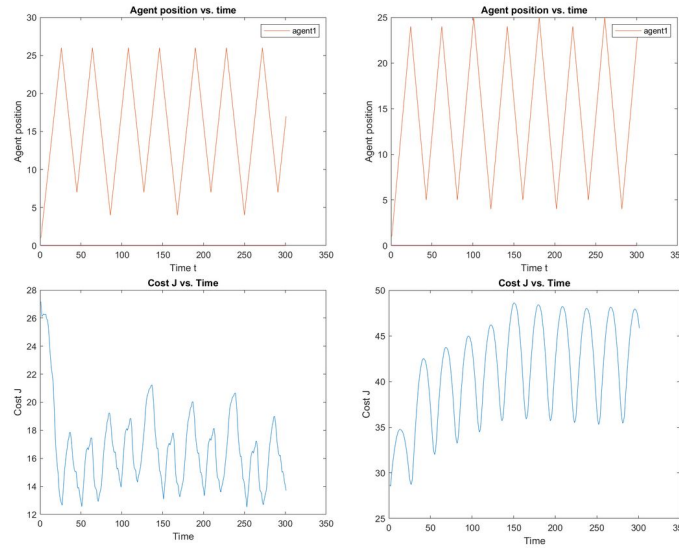 Agent position vs. time
30
25
20
15
10
5
0
Agent position
0 50 100 150 200 250 300 350
Time t
agent1
Agent position vs. time
25
20
15
10
5
0
Agent position
0 50 100 150 200 250 300 350
Time t
agent1
Cost J vs. Time
28
26
24
22
20
18
16
14
12
Cost J
0 50 100 150 200 250 300 350
Time
Cost J vs. Time
50
45
40
35
30
25
Cost J
0 50 100 150 200 250 300 350
Time